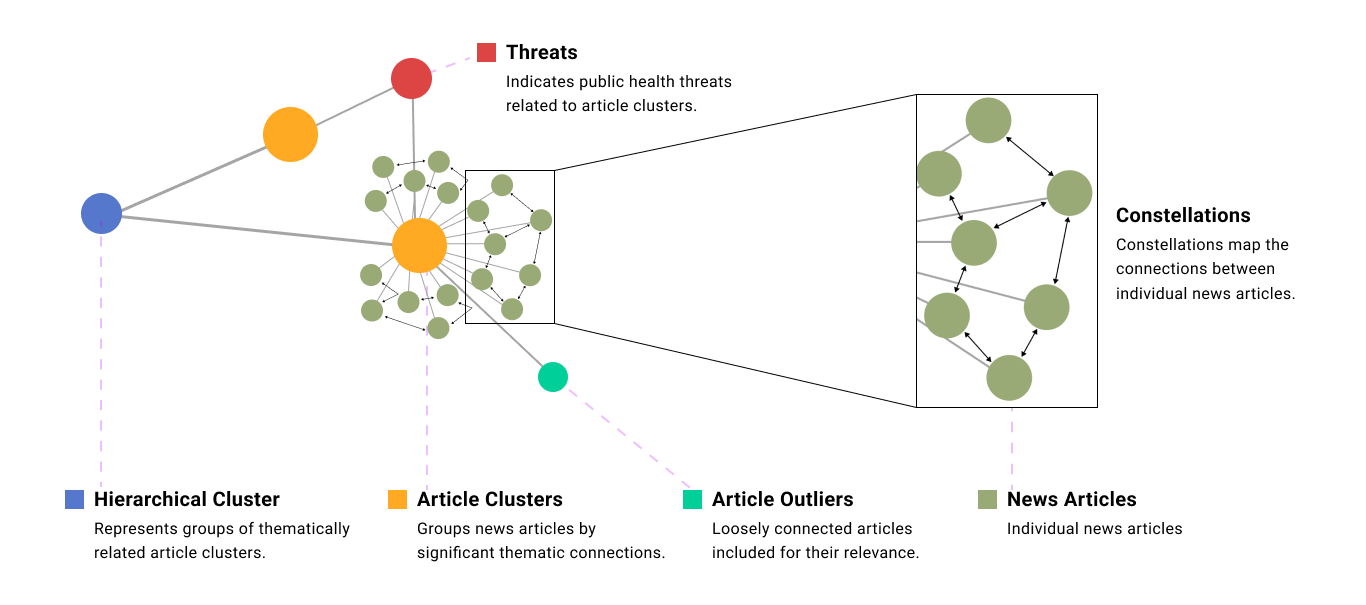 Threats
Indicates public health threats
related to article clusters.
Constellations
Constellations map the
connections between
individual news articles.
Hierarchical Cluster
Represents groups of thematically
related article clusters.
Article Clusters
Groups news articles by
significant thematic connections.
Article Outliers
Loosely connected articles
included for their relevance.
News Articles
Individual news articles